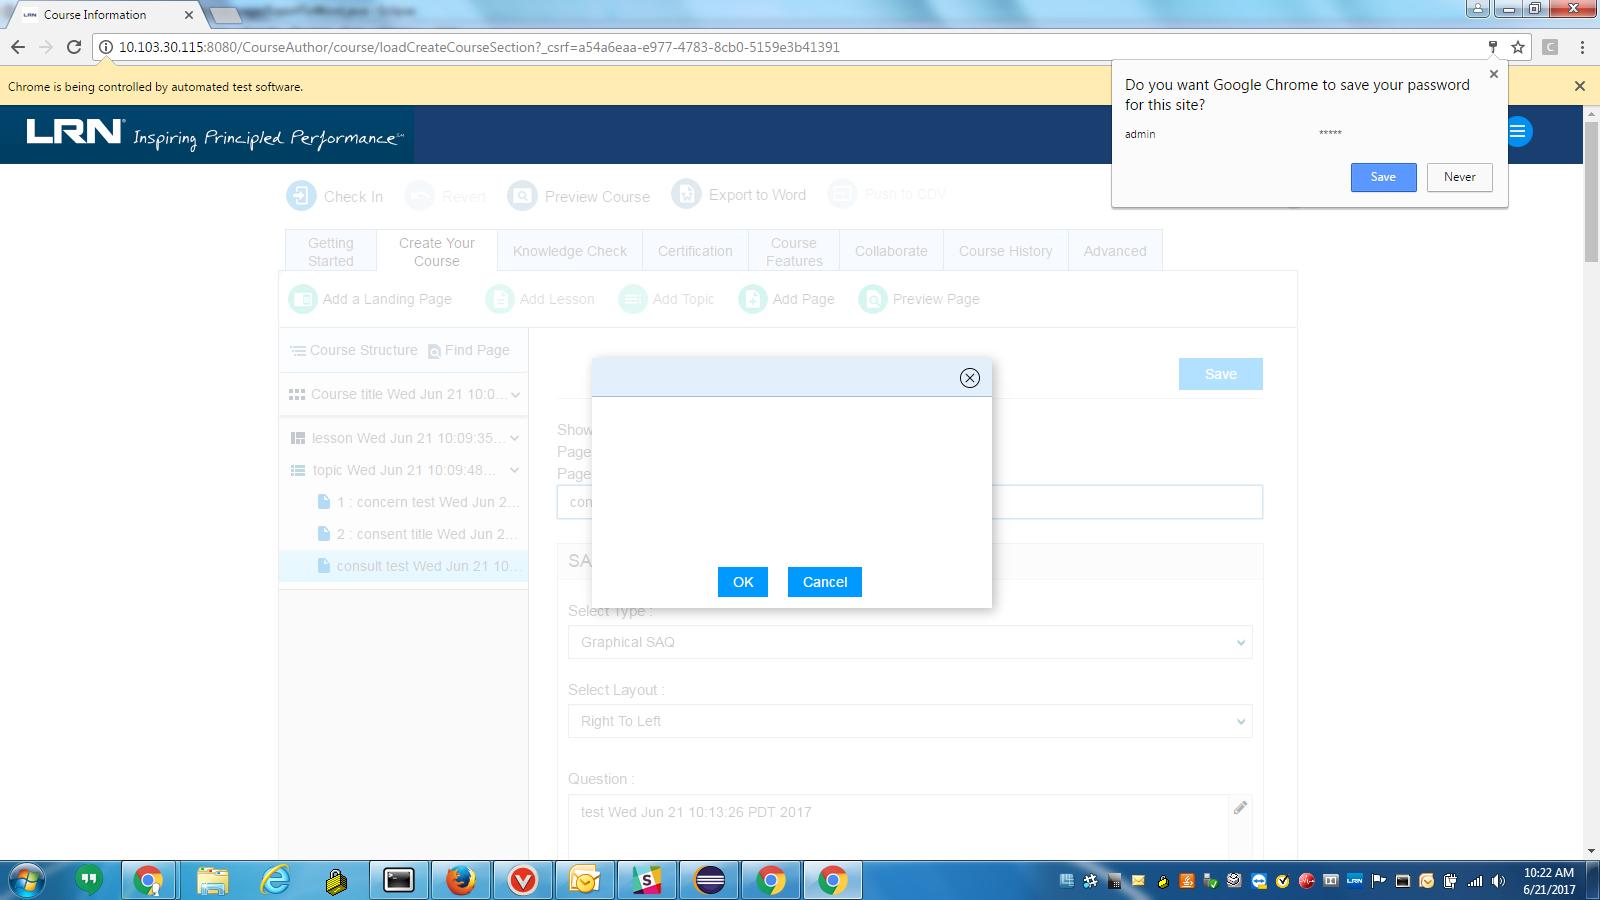 Course Information
10.103.30.115:8080/CourseAuthor/course/loadCreateCourseSection?_csrf=a54a6eaa-e977-4783-8cb0-5159e3b41391
Chrome is being controlled by automated test software.
Do you want Google Chrome to save your password
for this site?
admin *****
Save Never
LRN Inspiring Principled Performance
Check In Revert Preview Course Export to Word Push to CDV
Getting Started
Create Your Course
Knowledge Check
Certification
Course Features
Collaborate
Course History
Advanced
Add a Landing Page Add Lesson Add Topic Add Page Preview Page
Course Structure Find Page
Save
Course title Wed Jun 21 10:0...
lesson Wed Jun 21 10:09:35...
topic Wed Jun 21 10:09:48...
1 : concern test Wed Jun 2...
2 : consent title Wed Jun 2...
consult test Wed Jun 21 10...
Show
Page
Page
con
SA
OK Cancel
Select Type :
Graphical SAQ
Select Layout :
Right To Left
Question :
test Wed Jun 21 10:13:26 PDT 2017
10:22 AM
6/21/2017